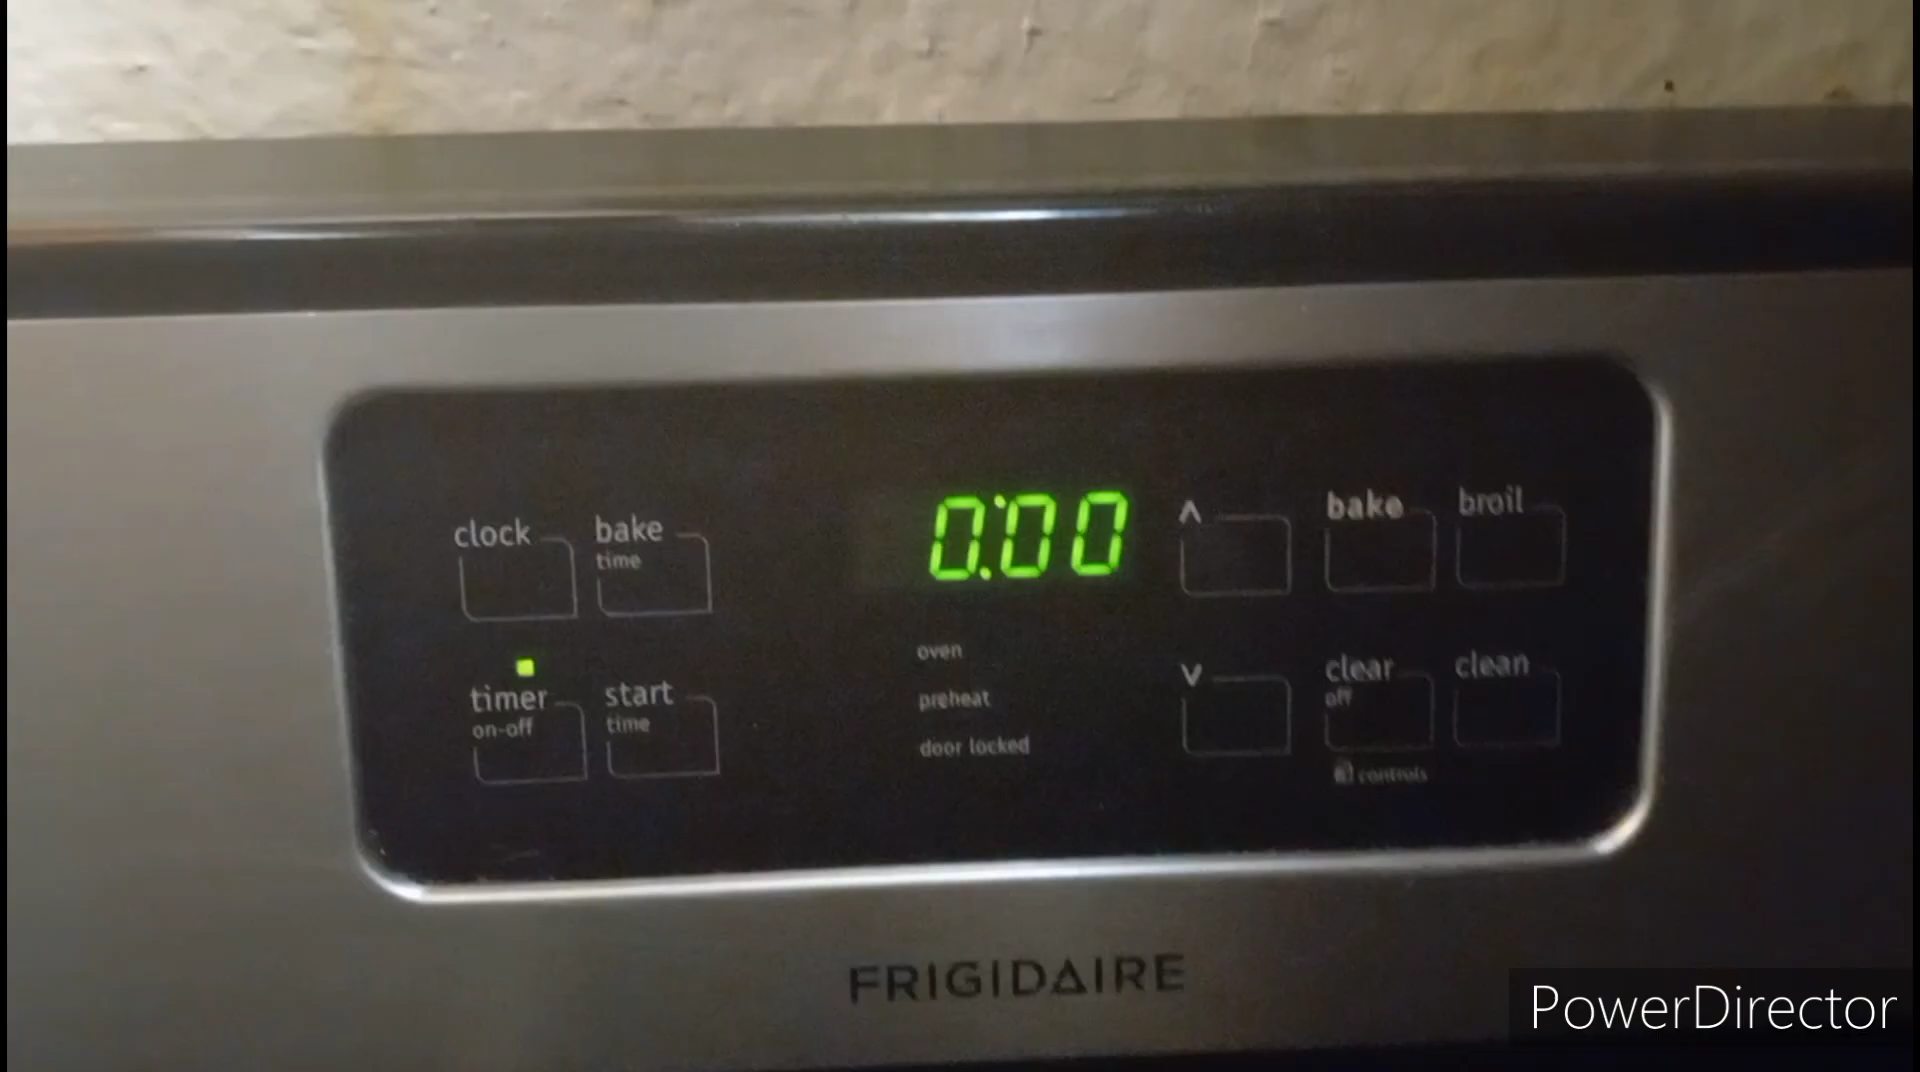 clock
bake
time
0:00
^
bake
broil
timer
on-off
start
time
oven
preheat
door locked
v
clear
off
clean
controls
FRIGIDAIRE
PowerDirector